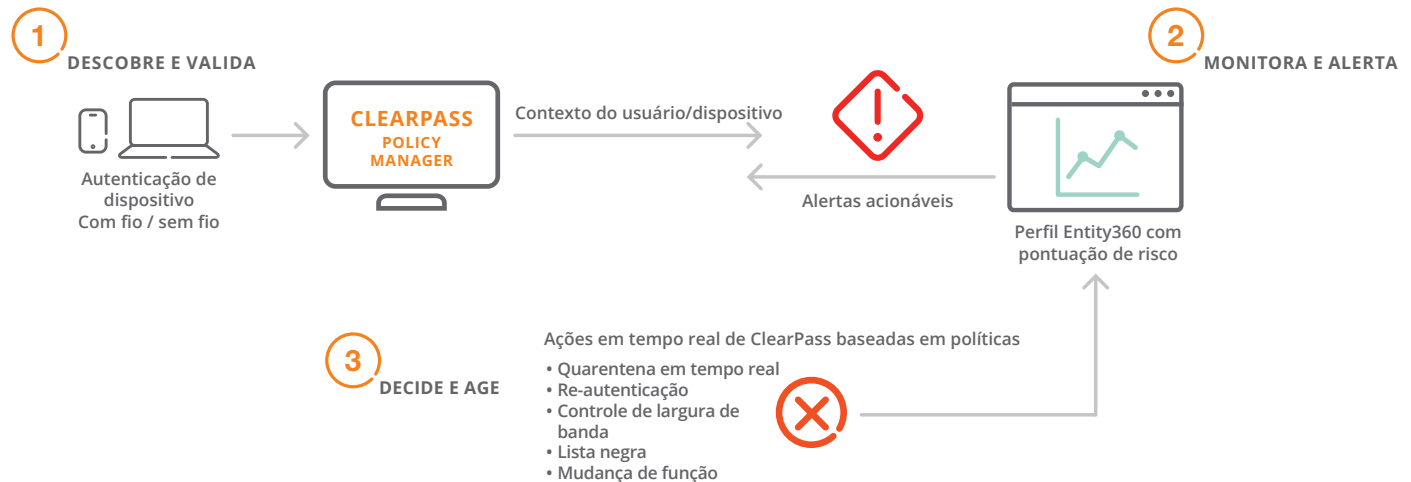 1
DESCOBRE E VALIDA
Autenticação de
dispositivo
Com fio / sem fio
CLEARPASS
POLICY
MANAGER
Contexto do usuário/dispositivo
Alertas acionáveis
2
MONITORA E ALERTA
Perfil Entity360 com
pontuação de risco
3
DECIDE E AGE
Ações em tempo real de ClearPass baseadas em políticas
• Quarentena em tempo real
• Re-autenticação
• Controle de largura de
banda
• Lista negra
• Mudança de função